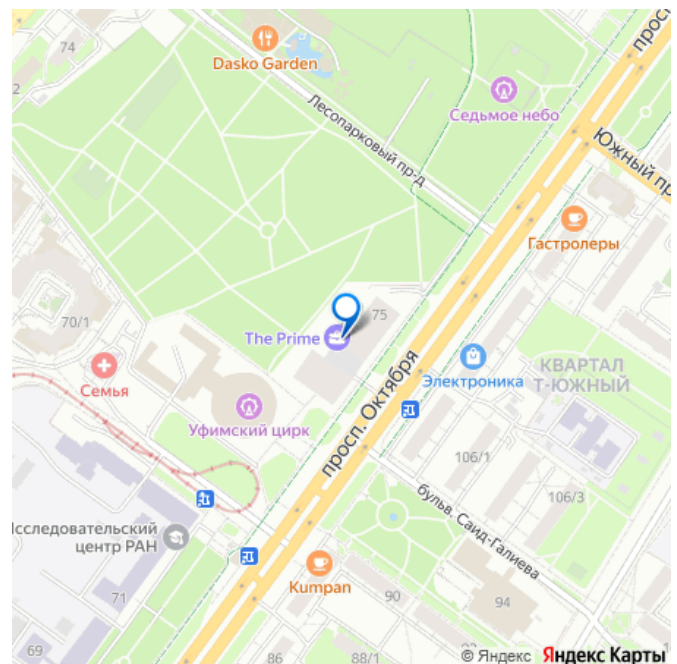 74
Dasko Garden
просп
Седьмое небо
Лесопарковый пр-д
Южный пр
Гастролеры
75
The Prime
70/1
Семья
Электроника
КВАРТАЛ
Т-ЮЖНЫЙ
Уфимский цирк
просп. Октября
106/1
106/3
бульв. Саид-Галиева
Исследовательский
центр РАН
Kumpan
71
90
94
69
86
88/1
© Яндекс Яндекс Карты